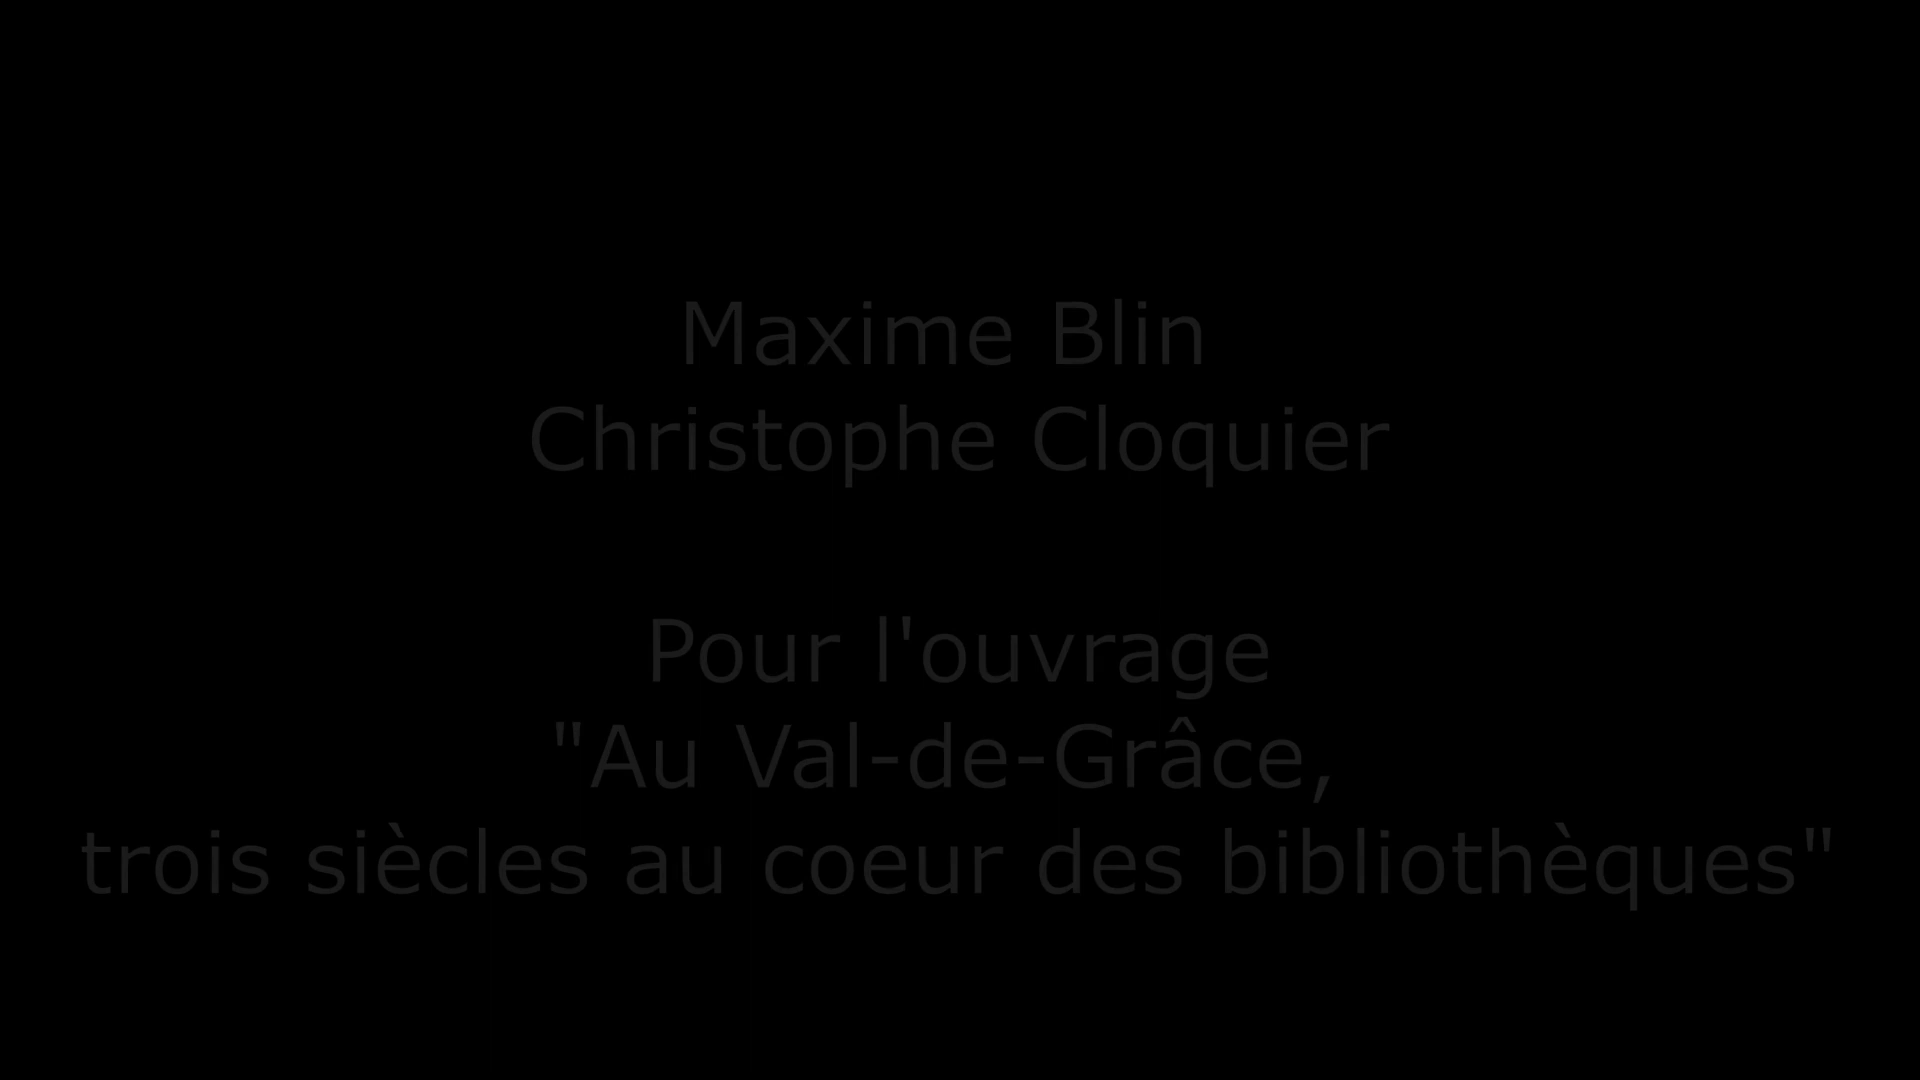 Maxime Blin
Christophe Cloquier
Pour l'ouvrage
"Au Val-de-Grâce,
trois siècles au coeur des bibliothèques"